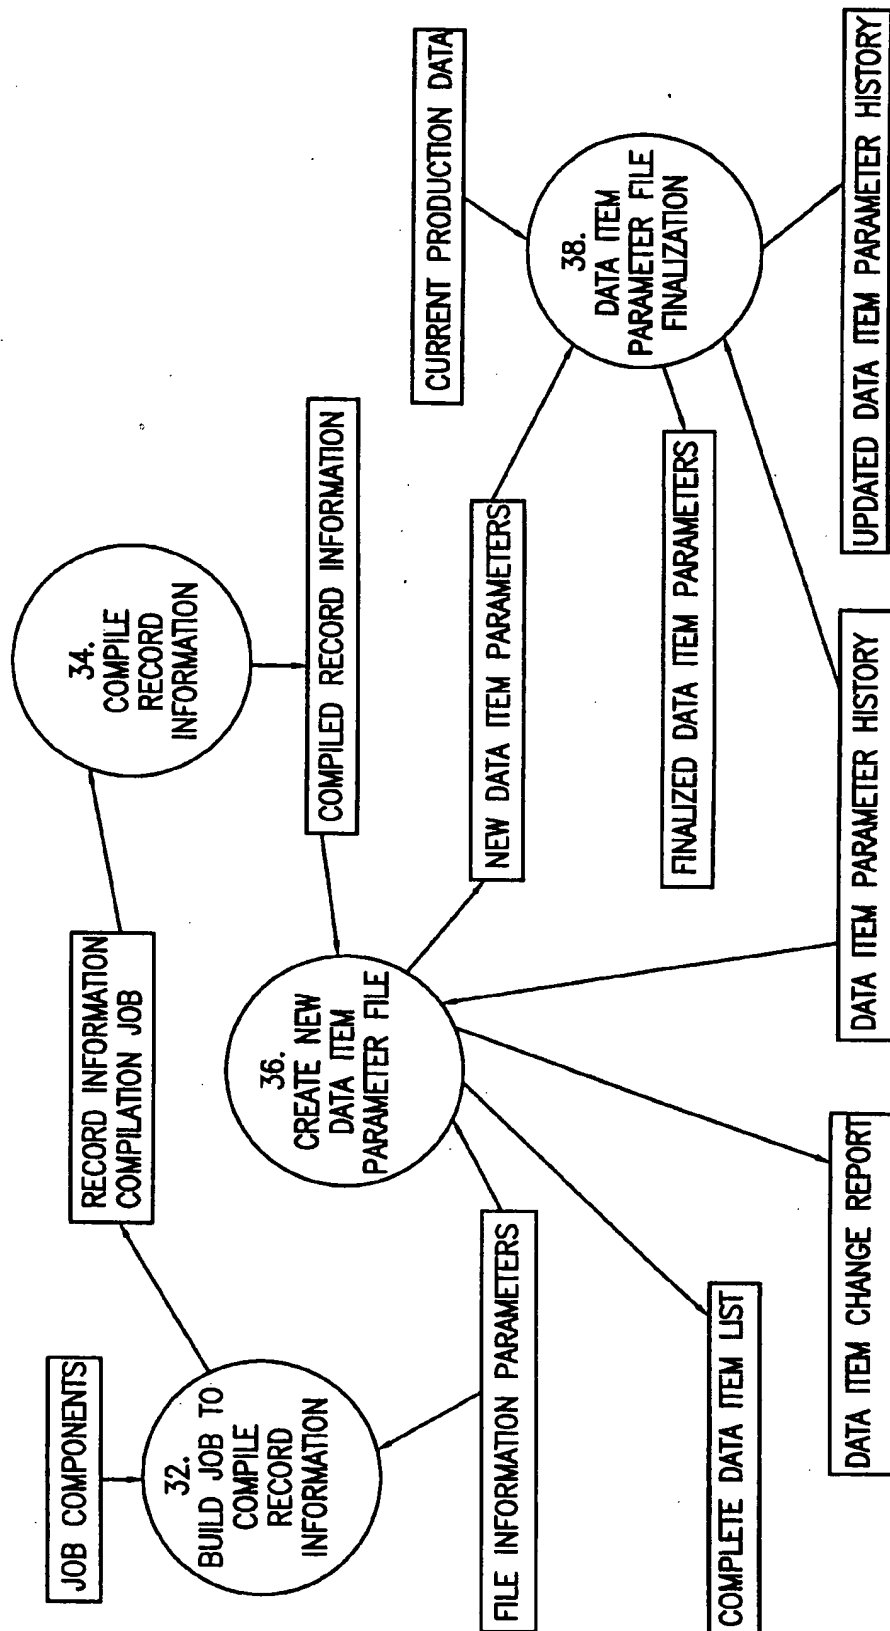 JOB COMPONENTS
32.
BUILD JOB TO
COMPILE
RECORD
INFORMATION
RECORD INFORMATION
COMPILATION JOB
34.
COMPILE
RECORD
INFORMATION
COMPILED RECORD INFORMATION
36.
CREATE NEW
DATA ITEM
PARAMETER FILE
FILE INFORMATION PARAMETERS
NEW DATA ITEM PARAMETERS
CURRENT PRODUCTION DATA
38.
DATA ITEM
PARAMETER FILE
FINALIZATION
FINALIZED DATA ITEM PARAMETERS
COMPLETE DATA ITEM LIST
DATA ITEM CHANGE REPORT
DATA ITEM PARAMETER HISTORY
UPDATED DATA ITEM PARAMETER HISTORY